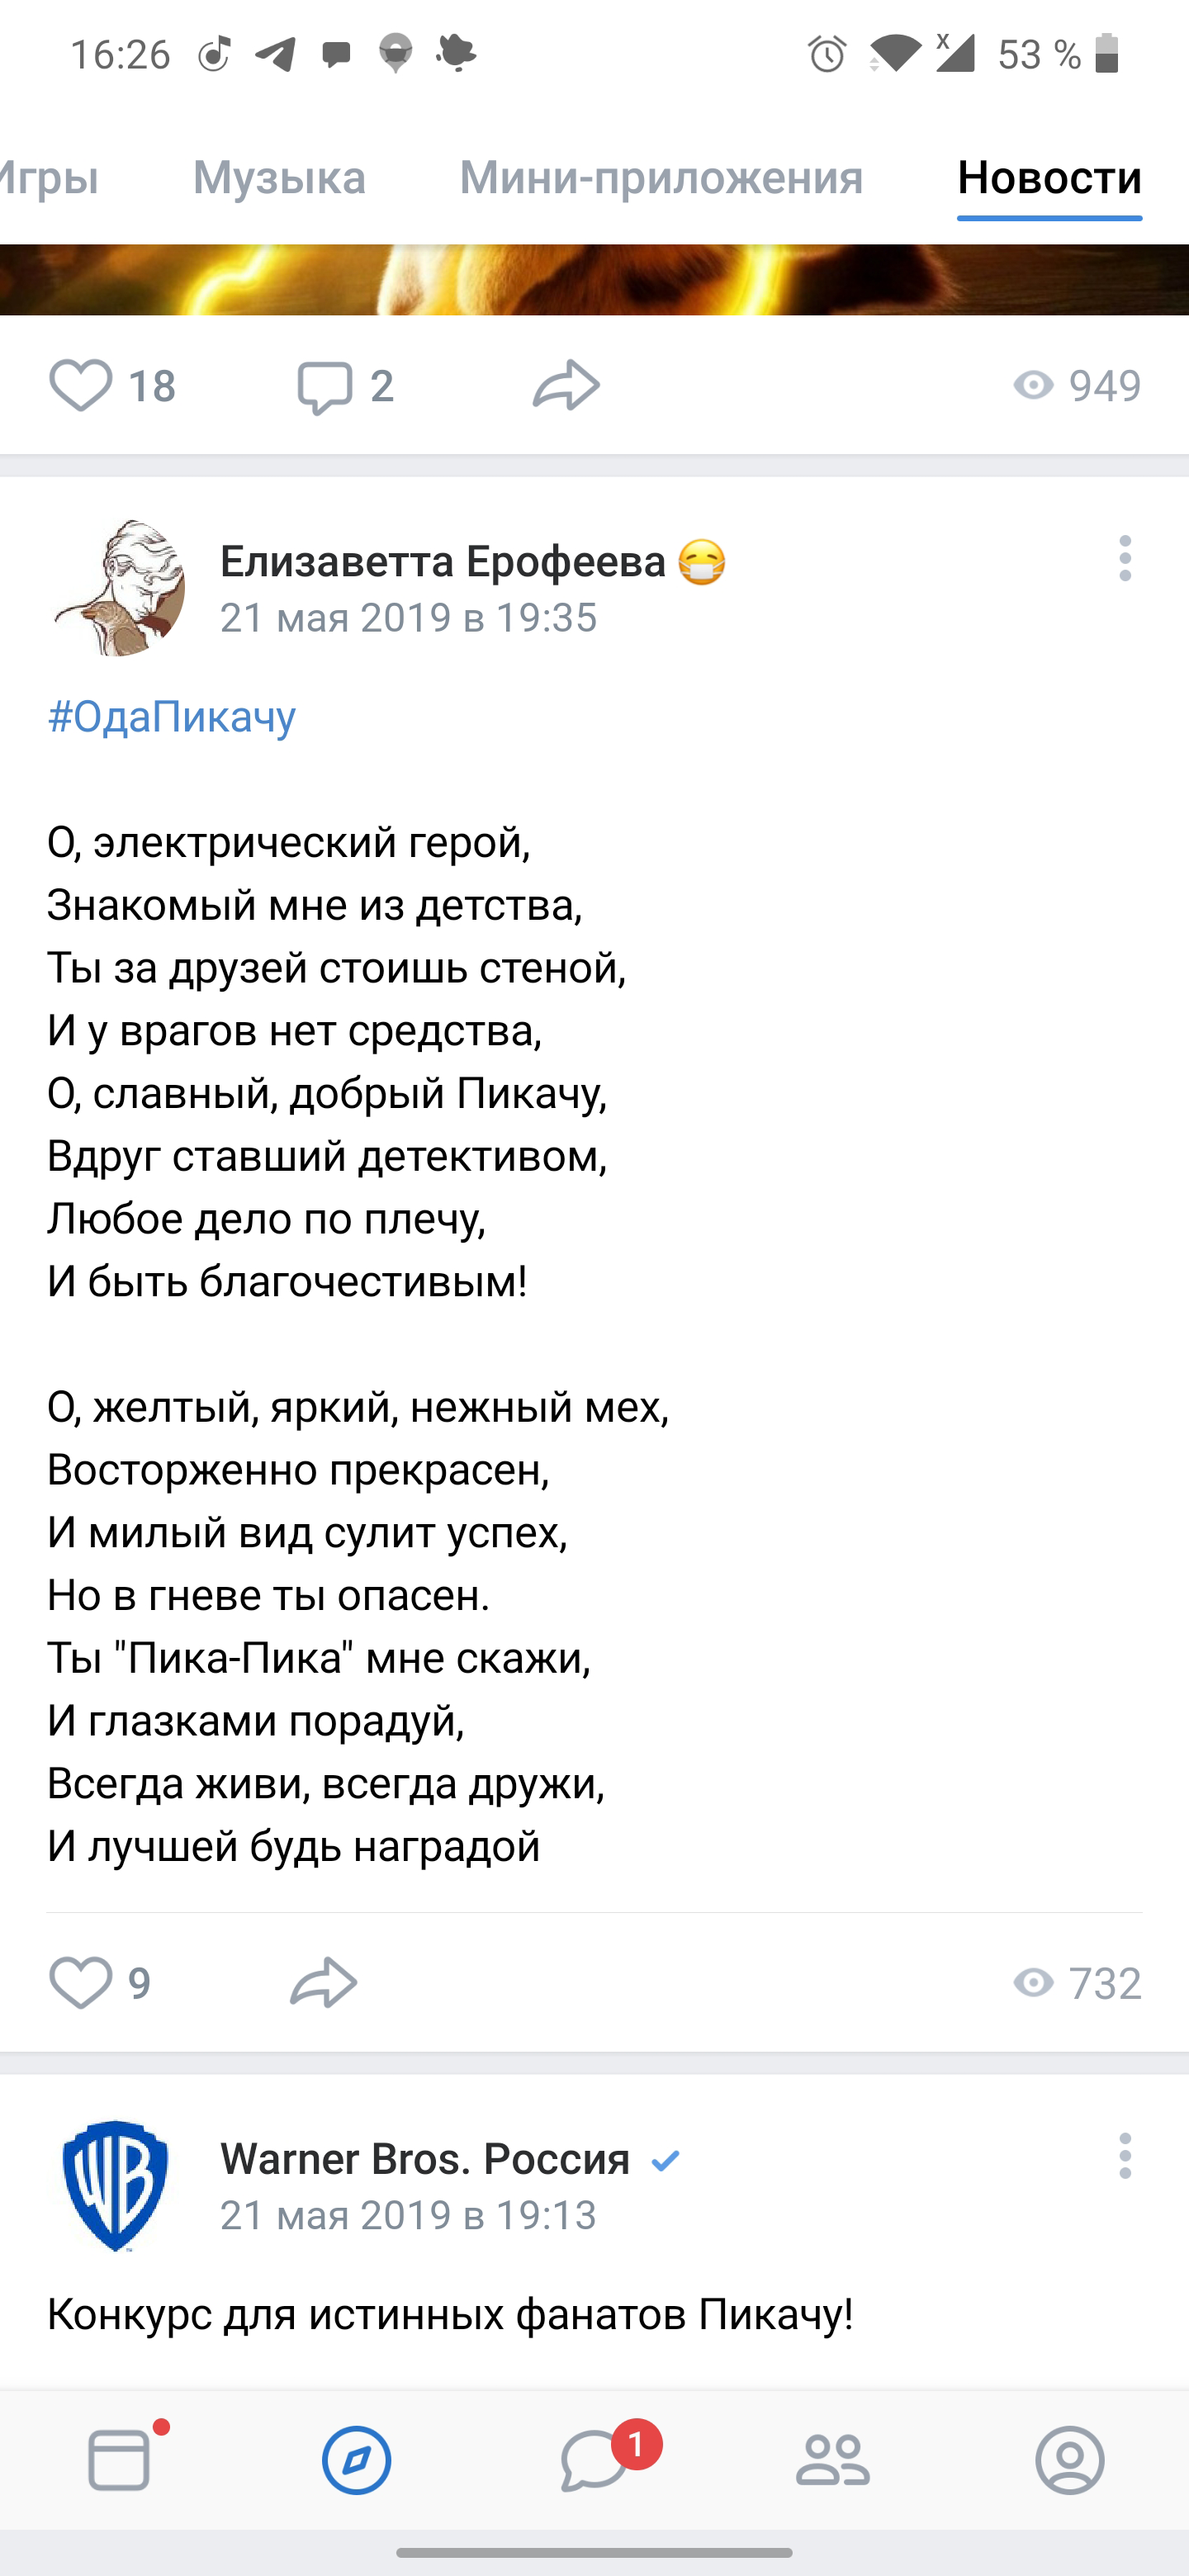 16:26
53 %
Игры Музыка Мини-приложения Новости
18 2 949
Елизаветта Ерофеева
21 мая 2019 в 19:35
#ОдаПикачу
О, электрический герой,
Знакомый мне из детства,
Ты за друзей стоишь стеной,
И у врагов нет средства,
О, славный, добрый Пикачу,
Вдруг ставший детективом,
Любое дело по плечу,
И быть благочестивым!
О, желтый, яркий, нежный мех,
Восторженно прекрасен,
И милый вид сулит успех,
Но в гневе ты опасен.
Ты "Пика-Пика" мне скажи,
И глазками порадуй,
Всегда живи, всегда дружи,
И лучшей будь наградой
9 732
WB
Warner Bros. Россия
21 мая 2019 в 19:13
Конкурс для истинных фанатов Пикачу!
1